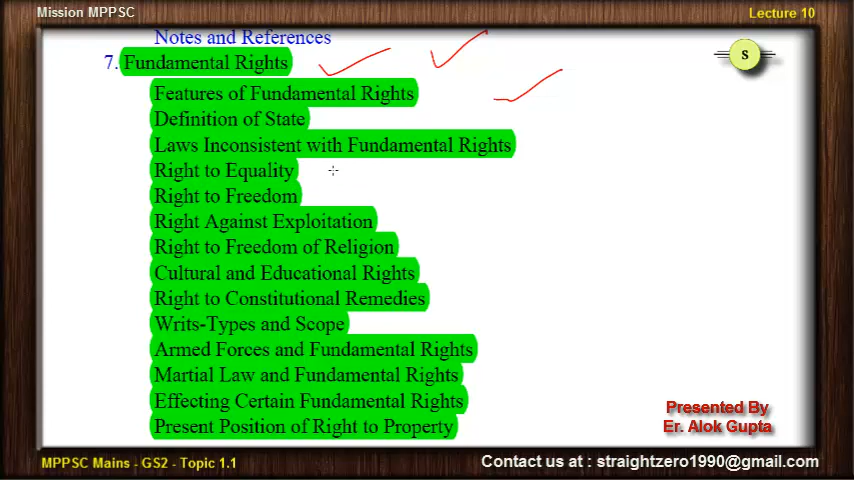 Mission MPPSC
Lecture 10
Notes and References
S
7. Fundamental Rights
Features of Fundamental Rights
Definition of State
Laws Inconsistent with Fundamental Rights
Right to Equality
Right to Freedom
Right Against Exploitation
Right to Freedom of Religion
Cultural and Educational Rights
Right to Constitutional Remedies
Writs-Types and Scope
Armed Forces and Fundamental Rights
Martial Law and Fundamental Rights
Effecting Certain Fundamental Rights
Present Position of Right to Property
Presented By
Er. Alok Gupta
MPPSC Mains - GS2 - Topic 1.1
Contact us at : straightzero1990@gmail.com